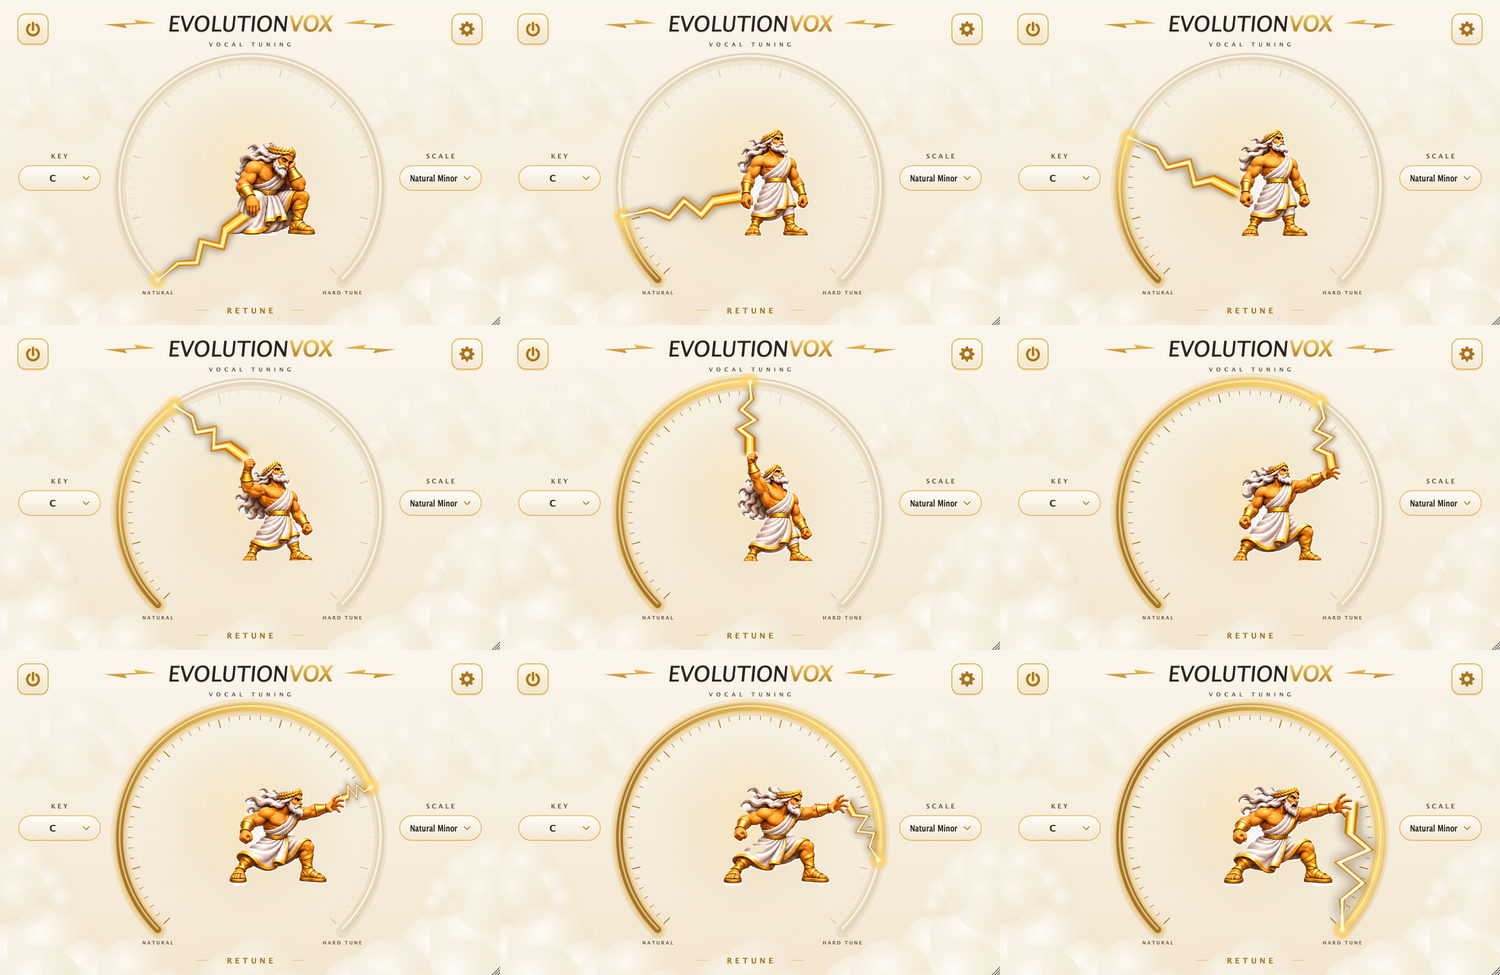 EVOLUTIONVOX
VOCAL TUNING
KEY
C
SCALE
Natural Minor
NATURAL
HARD TUNE
RETUNE
EVOLUTIONVOX
VOCAL TUNING
KEY
C
SCALE
Natural Minor
NATURAL
HARD TUNE
RETUNE
EVOLUTIONVOX
VOCAL TUNING
KEY
C
SCALE
Natural Minor
NATURAL
HARD TUNE
RETUNE
EVOLUTIONVOX
VOCAL TUNING
KEY
C
SCALE
Natural Minor
NATURAL
HARD TUNE
RETUNE
EVOLUTIONVOX
VOCAL TUNING
KEY
C
SCALE
Natural Minor
NATURAL
HARD TUNE
RETUNE
EVOLUTIONVOX
VOCAL TUNING
KEY
C
SCALE
Natural Minor
NATURAL
HARD TUNE
RETUNE
EVOLUTIONVOX
VOCAL TUNING
KEY
C
SCALE
Natural Minor
NATURAL
HARD TUNE
RETUNE
EVOLUTIONVOX
VOCAL TUNING
KEY
C
SCALE
Natural Minor
NATURAL
HARD TUNE
RETUNE
EVOLUTIONVOX
VOCAL TUNING
KEY
C
SCALE
Natural Minor
NATURAL
HARD TUNE
RETUNE